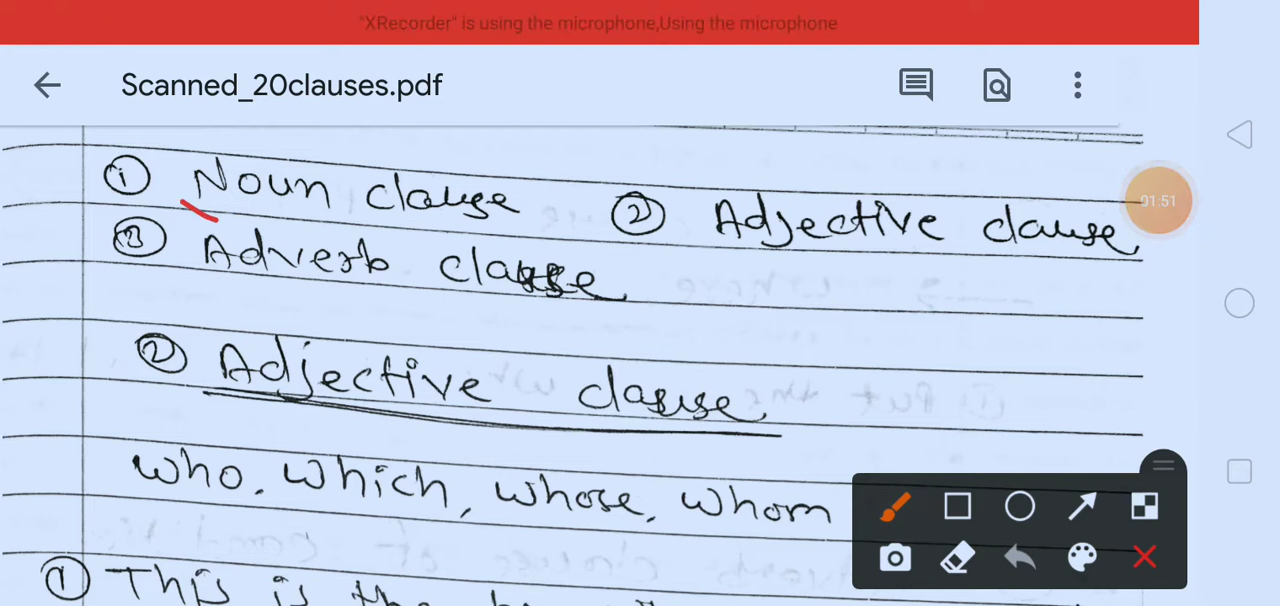 "XRecorder" is using the microphone,Using the microphone
Scanned_20clauses.pdf
① Noun clause ② Adjective clause
01:51
③ Adverb clause
② Adjective clause
who, which, whose, whom
① This is the